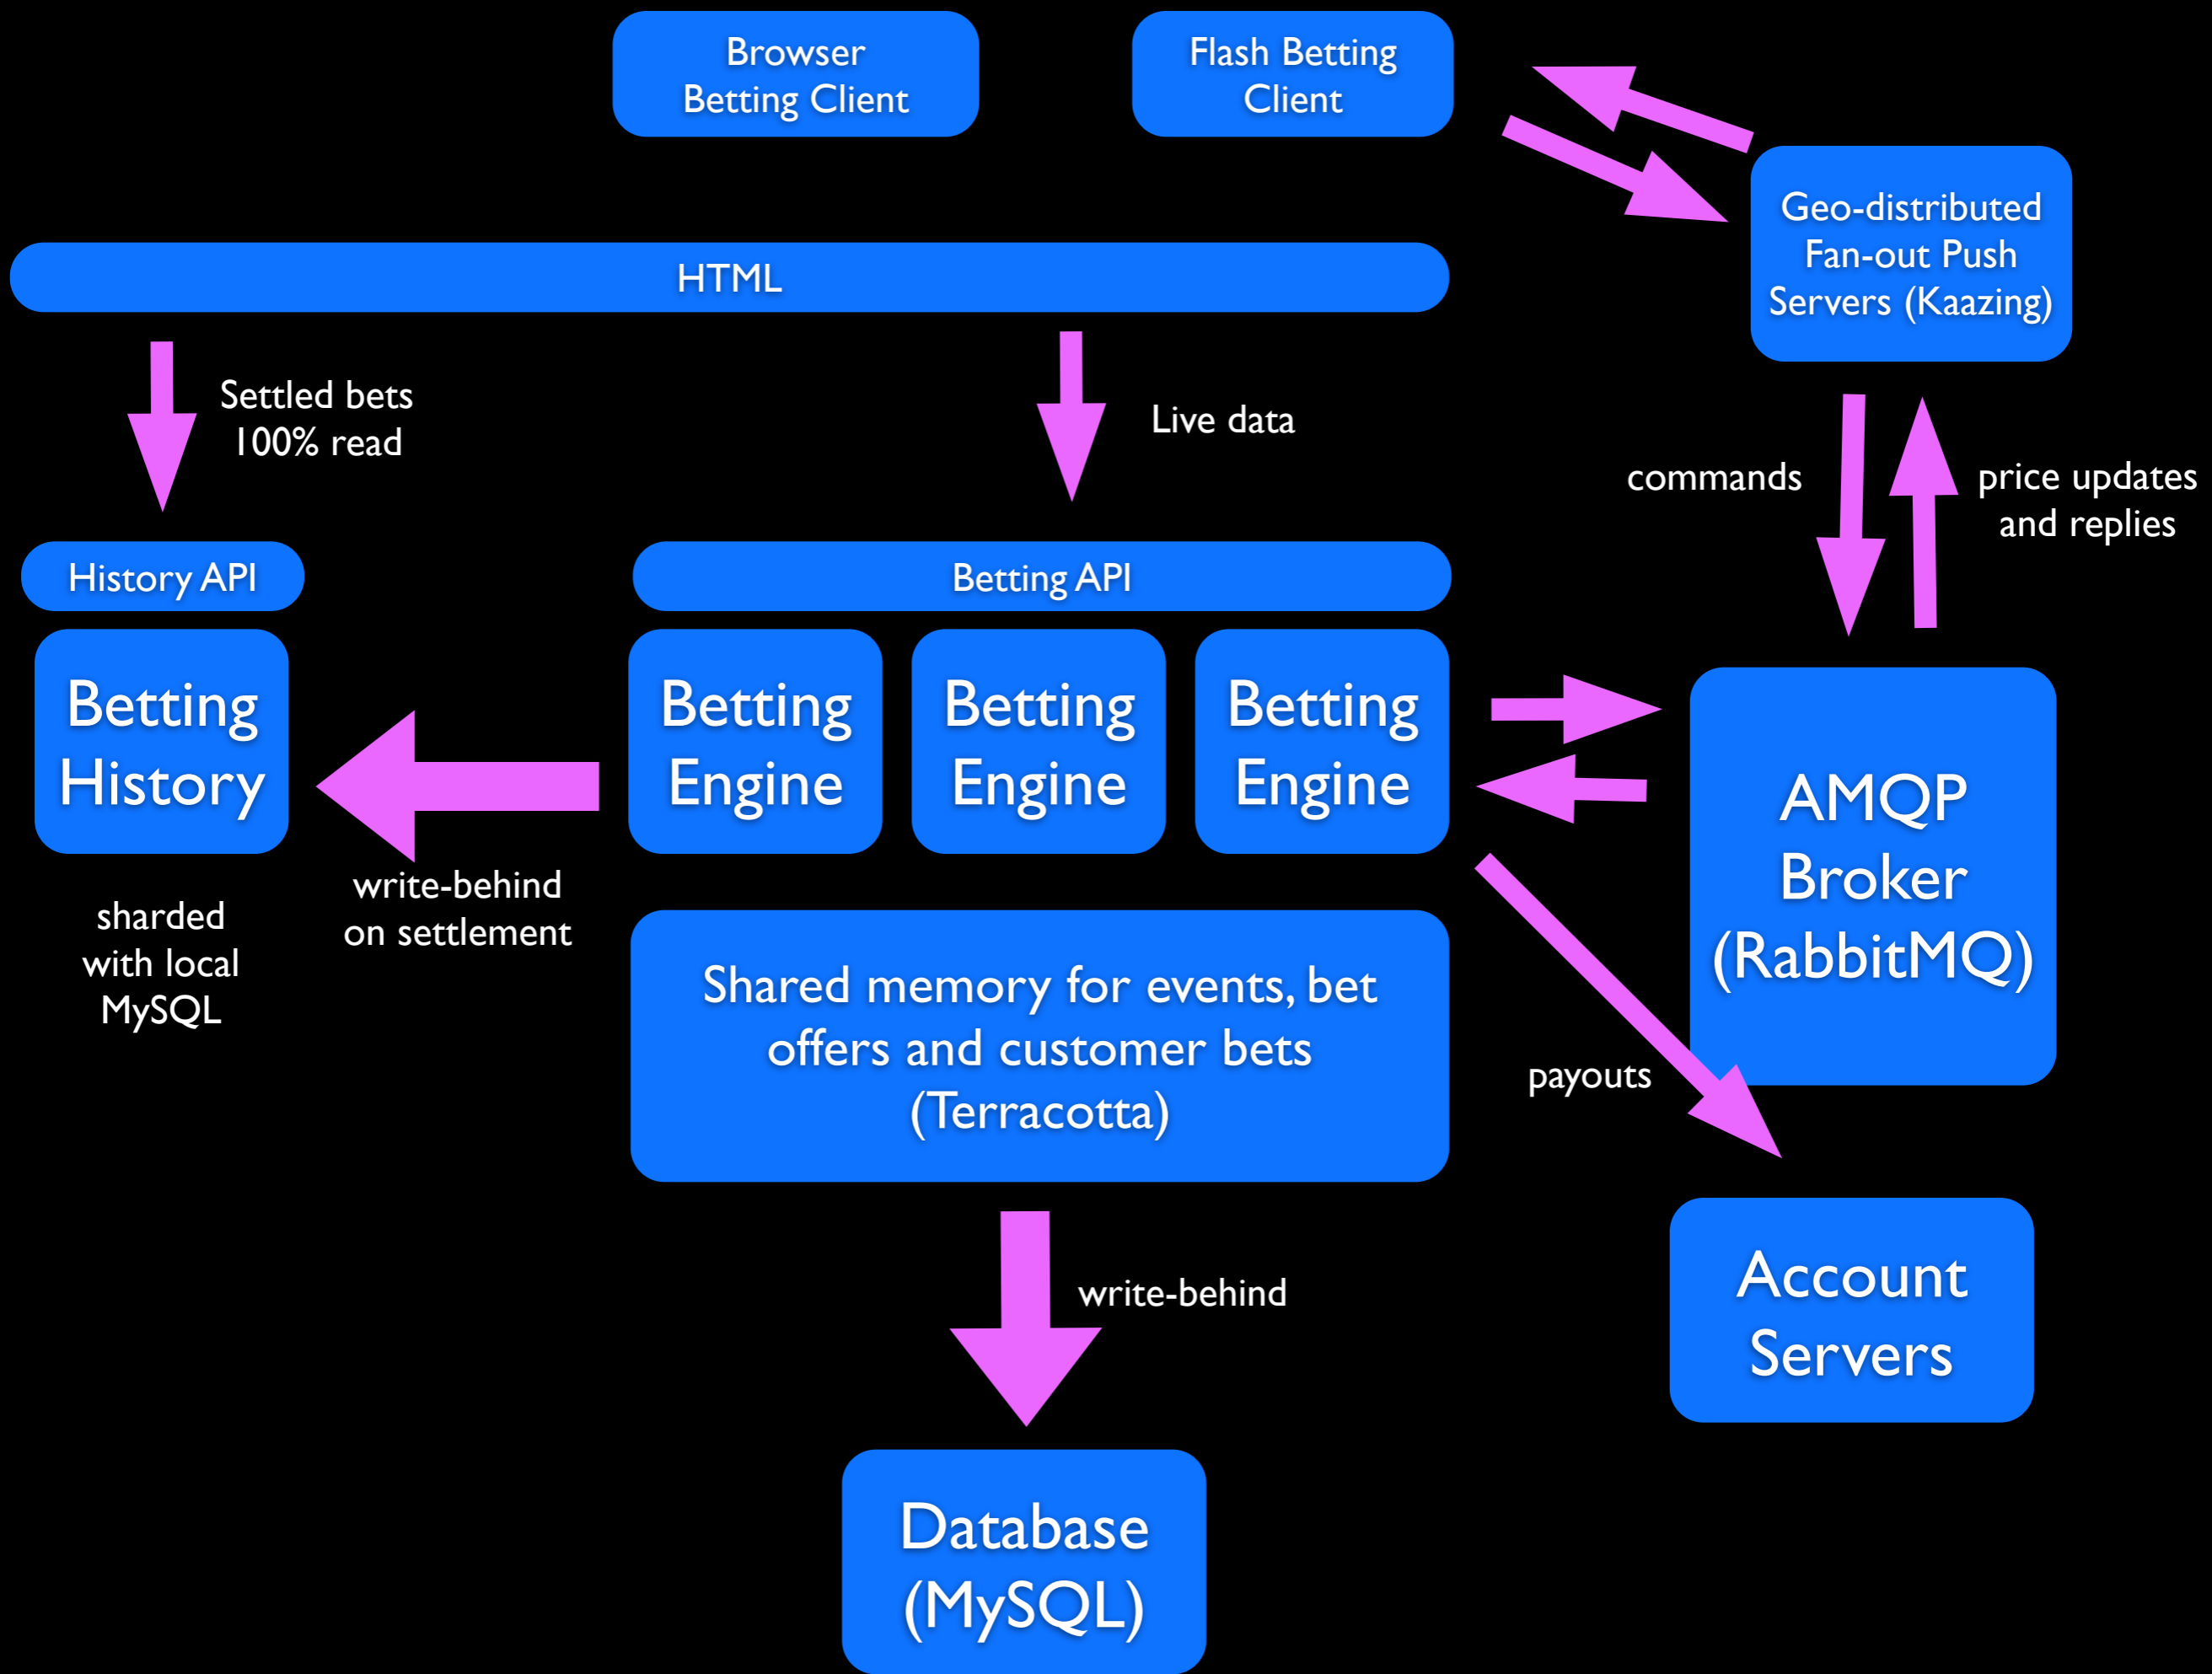 Browser
Betting Client
Flash Betting
Client
Geo-distributed
Fan-out Push
Servers (Kaazing)
HTML
Settled bets
100% read
Live data
commands
price updates
and replies
History API
Betting API
Betting
History
Betting
Engine
Betting
Engine
Betting
Engine
AMQP
Broker
(RabbitMQ)
write-behind
on settlement
sharded
with local
MySQL
Shared memory for events, bet
offers and customer bets
(Terracotta)
payouts
Account
Servers
write-behind
Database
(MySQL)